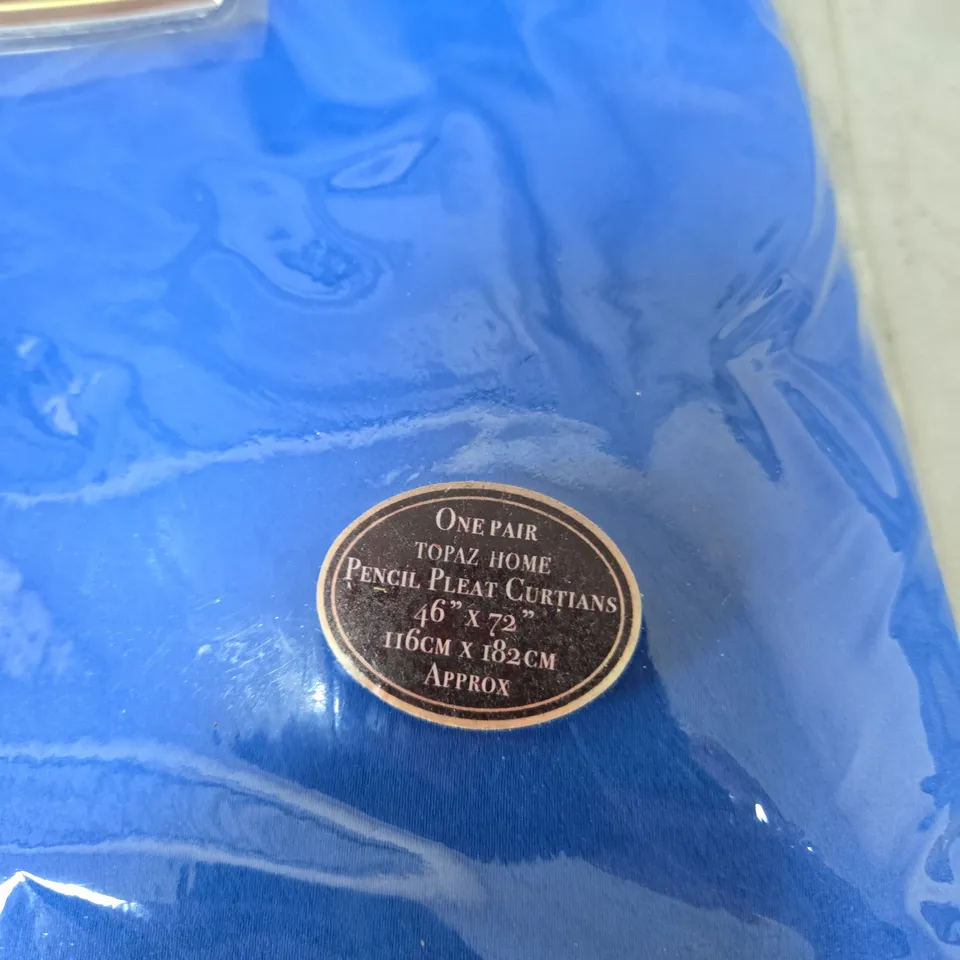 ONE PAIR
TOPAZ HOME
PENCIL PLEAT CURTIANS
46" X 72"
116CM X 182CM
APPROX